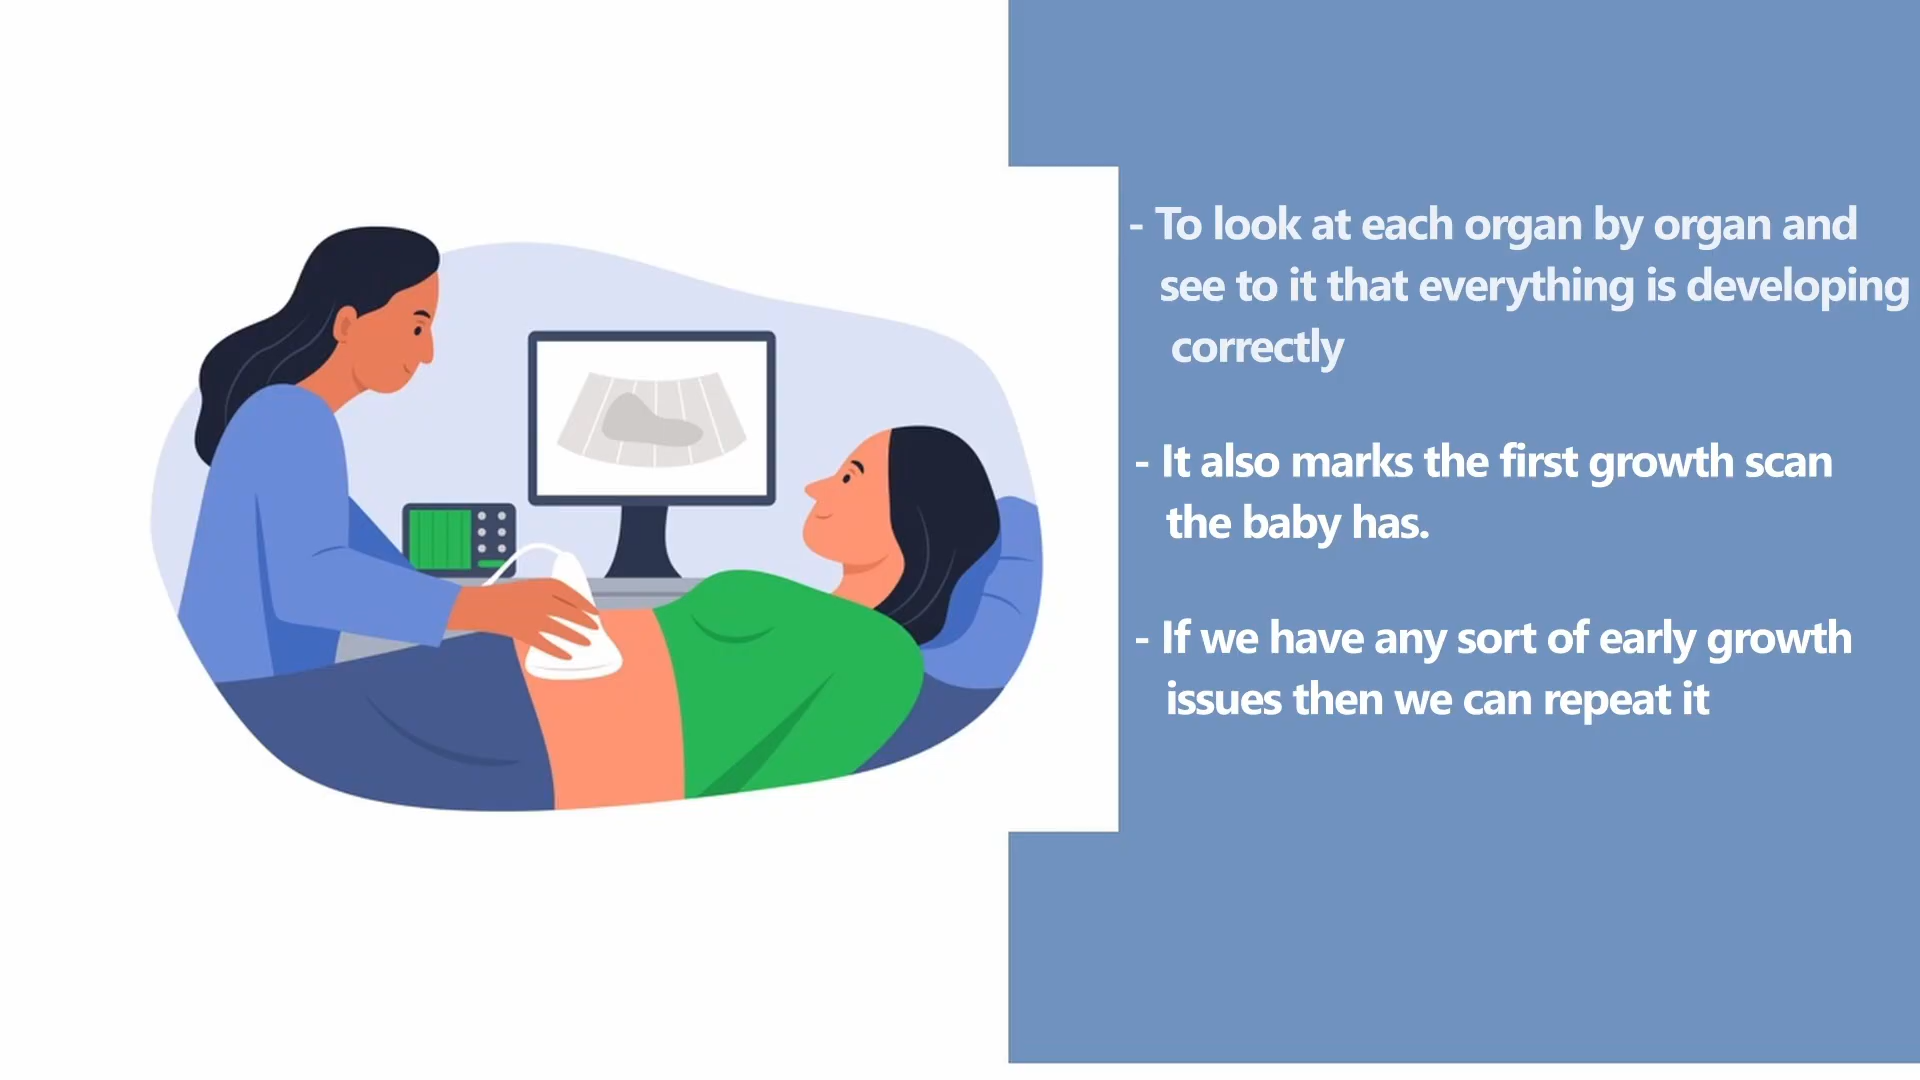 - To look at each organ by organ and
see to it that everything is developing
correctly
- It also marks the first growth scan
the baby has.
- If we have any sort of early growth
issues then we can repeat it